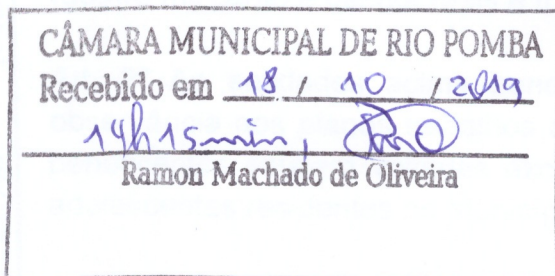 CÂMARA MUNICIPAL DE RIO POMBA
Recebido em 18 / 10 / 2019
14h15min,
Ramon Machado de Oliveira